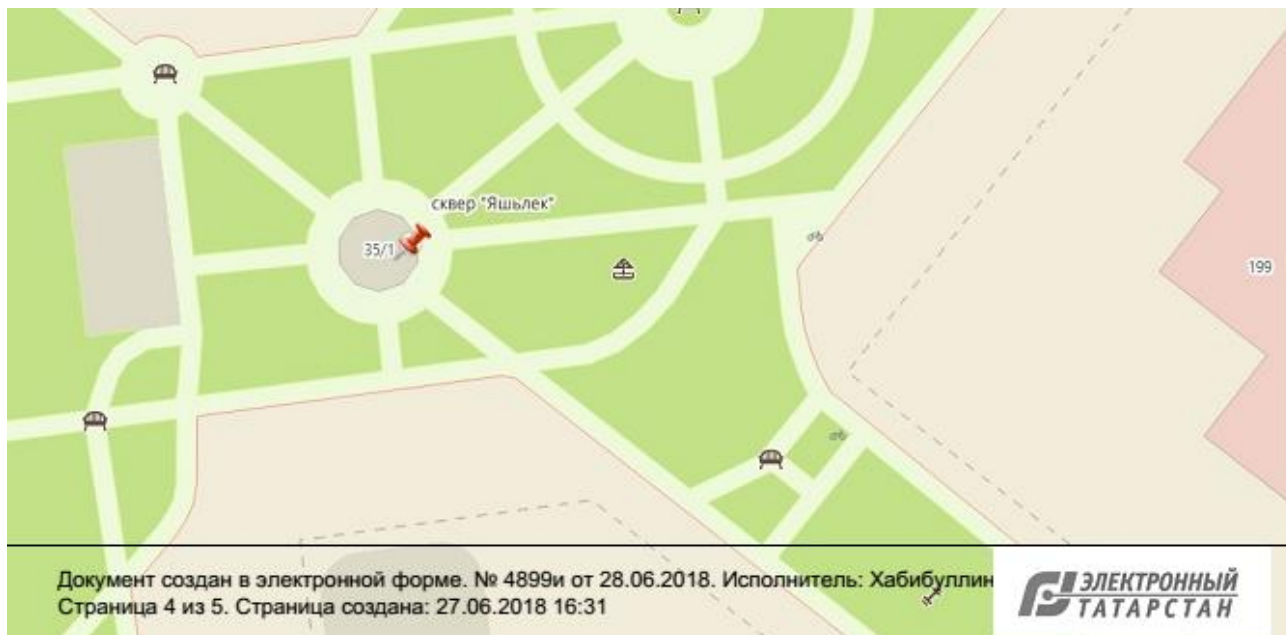 сквер "Яшьлек"
35/1
199
Документ создан в электронной форме. № 4899и от 28.06.2018. Исполнитель: Хабибуллин
Страница 4 из 5. Страница создана: 27.06.2018 16:31
ЭЛЕКТРОННЫЙ
ТАТАРСТАН